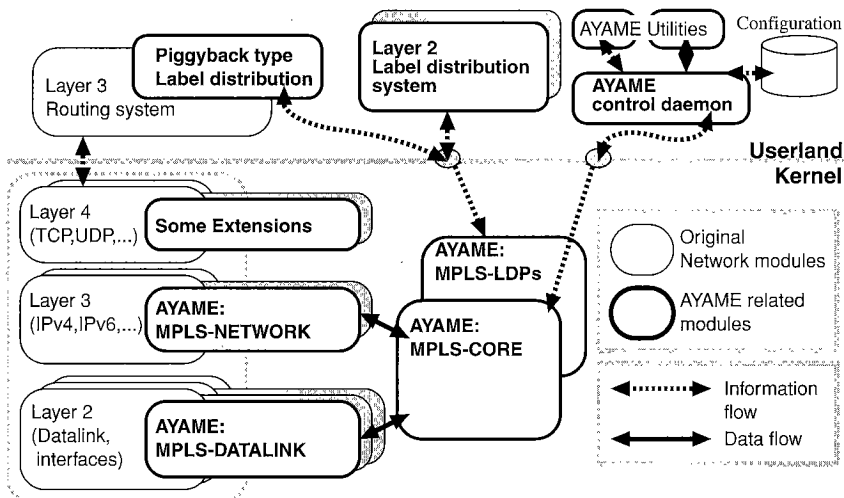 Piggyback type
Label distribution
Layer 3
Routing system
Layer 2
Label distribution
system
AYAME Utilities
AYAME
control daemon
Configuration
Userland
Kernel
Layer 4
(TCP,UDP,...)
Some Extensions
Layer 3
(IPv4,IPv6,...)
AYAME:
MPLS-NETWORK
Layer 2
(Datalink,
interfaces)
AYAME:
MPLS-DATALINK
AYAME:
MPLS-LDPs
AYAME:
MPLS-CORE
Original
Network modules
AYAME related
modules
Information
flow
Data flow